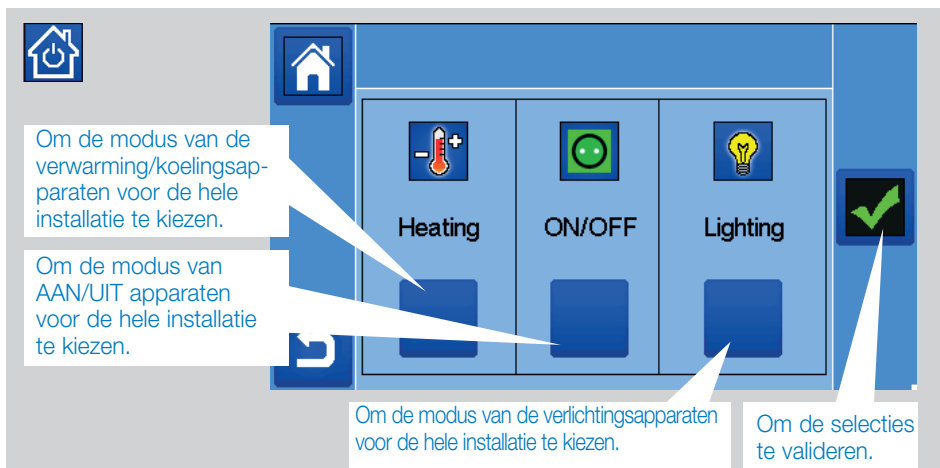 Om de modus van de
verwarming/koelingsap-
paraten voor de hele
installatie te kiezen.
Om de modus van
AAN/UIT apparaten
voor de hele installatie
te kiezen.
Heating
ON/OFF
Lighting
Om de modus van de verlichtingsapparaten
voor de hele installatie te kiezen.
Om de selecties
te valideren.